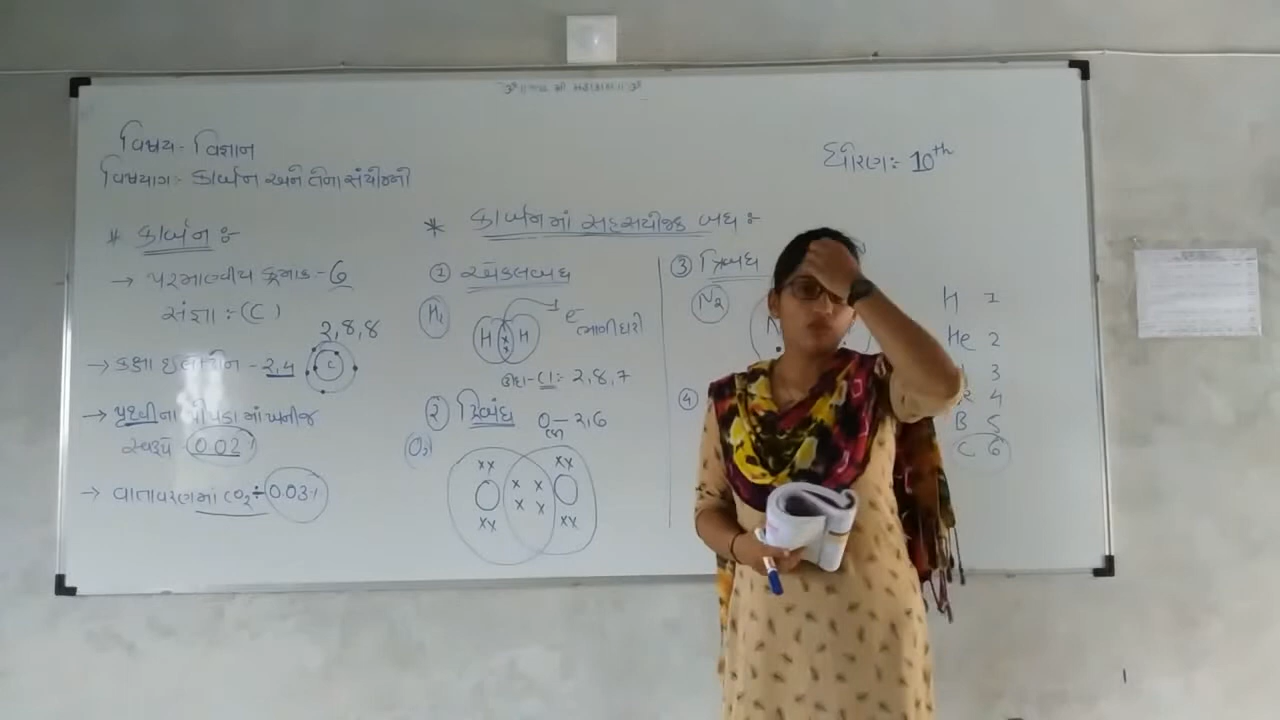 વિષય:- વિજ્ઞાન
વિષયાંગ:- કાર્બન અને તેના સંયોજનો
ધોરણ:- 10th
* કાર્બન :-
→ પરમાણ્વીય ક્રમાંક - 6
સંજ્ઞા :- (C)
2,8,8
→ કક્ષા ઇલેક્ટ્રોન - 2,4
C
→ પૃથ્વીના પોપડામાં ખનીજ
સ્વરૂપે 0.02%
→ વાતાવરણમાં CO2 ÷ 0.03%
* કાર્બનમાં સહસંયોજક બંધ :-
① એકલબંધ
H2
H H
e ભાગીદારી
Cl :- 2,8,7
② દ્વિબંધ
O — 2,6
O2
③ ત્રિબંધ
N2
N
④
H 1
He 2
3
4
B 5
C 6